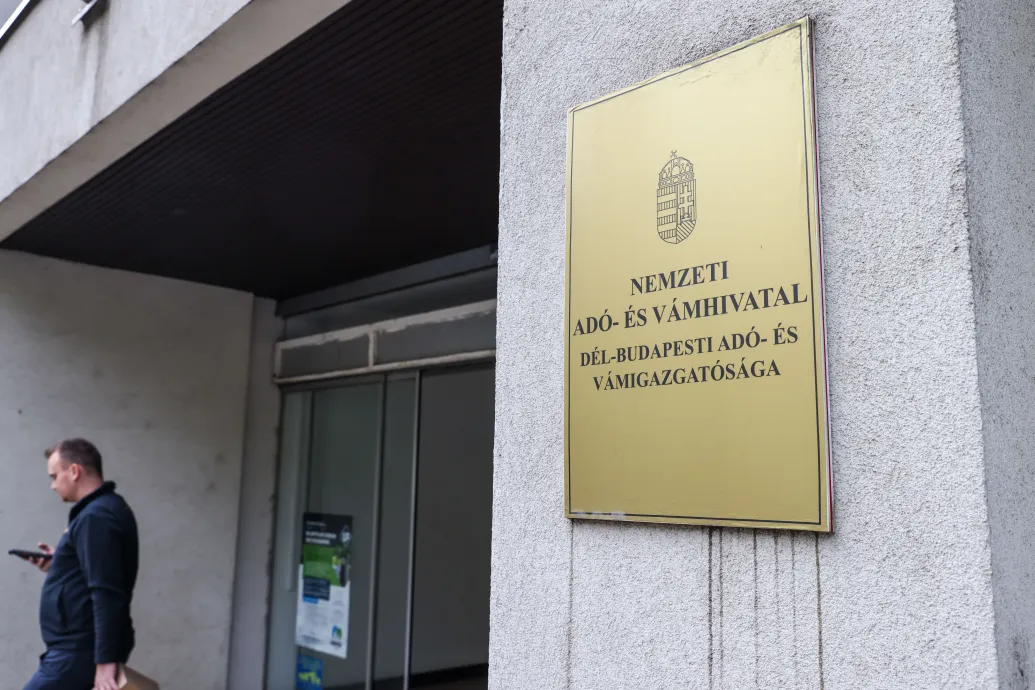 NEMZETI
ADÓ- ÉS VÁMHIVATAL
DÉL-BUDAPESTI ADÓ- ÉS
VÁMIGAZGATÓSÁGA